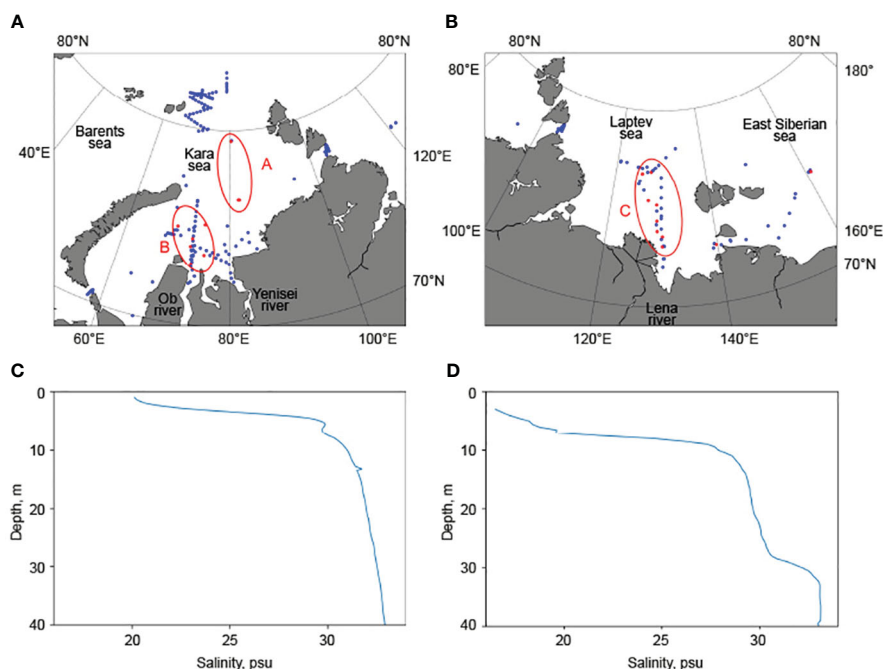 A
B
80°N
80°N
80°N
80°N
80°E
180°
Barents
sea
Laptev
sea
East Siberian
sea
40°E
Kara
sea
A
120°E
C
B
100°E
160°E
70°N
70°N
Ob
river
Yenisei
river
Lena
river
60°E
80°E
100°E
120°E
140°E
C
D
0
10
20
30
40
Depth, m
20
25
30
Salinity, psu
0
10
20
30
40
Depth, m
20
25
30
Salinity, psu